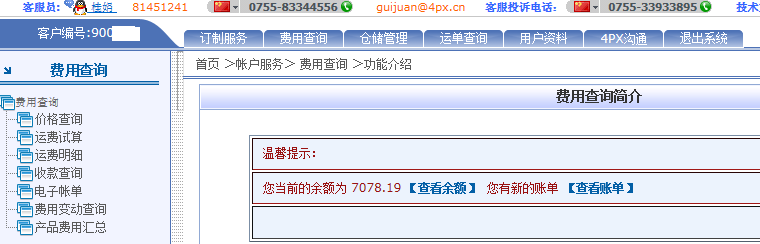 客服员: 桂娟 81451241 0755-83344556 guijuan@4px.cn 客服投诉电话: 0755-33933895 技术
客户编号:900
订制服务 费用查询 仓储管理 运单查询 用户资料 4PX沟通 退出系统
费用查询
首页 >帐户服务> 费用查询 >功能介绍
费用查询简介
费用查询
价格查询
运费试算
运费明细
收款查询
电子帐单
费用变动查询
产品费用汇总
温馨提示:
您当前的余额为 7078.19 【查看余额】 您有新的账单 【查看账单】